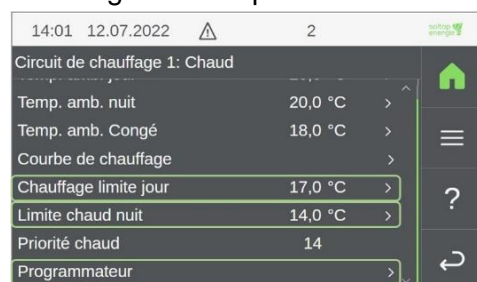 14:01 12.07.2022 2
soltop energie
Circuit de chauffage 1: Chaud
Temp. amb. nuit 20,0 °C >
Temp. amb. Congé 18,0 °C >
Courbe de chauffage >
Chauffage limite jour 17,0 °C >
Limite chaud nuit 14,0 °C >
Priorité chaud 14
Programmateur >
?